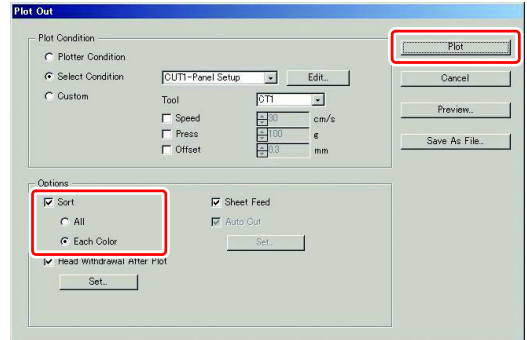 Plot Out
Plot Condition
Plotter Condition
Select Condition
CUT1-Panel Setup
Edit..
Custom
Tool
CT1
Speed
30
cm/s
Press
100
g
Offset
0.3
mm
Plot
Cancel
Preview..
Save As File..
Options
Sort
All
Each Color
Head Withdrawal After Plot
Set..
Sheet Feed
Auto Cut
Set..